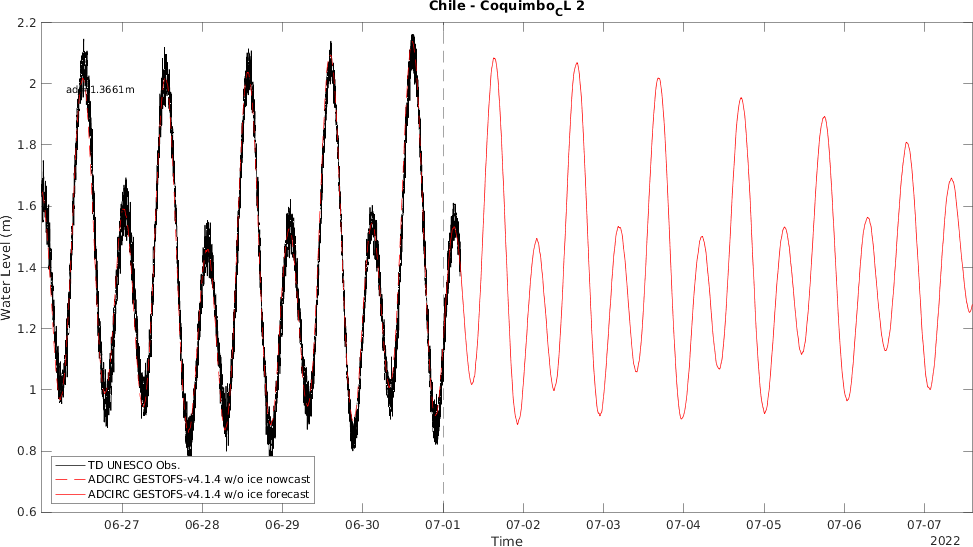 Chile - Coquimbo_CL 2
2.2
2
1.8
1.6
1.4
1.2
1
0.8
0.6
Water Level (m)
1.3661m
TD UNESCO Obs.
ADCIRC GESTOFS-v4.1.4 w/o ice nowcast
ADCIRC GESTOFS-v4.1.4 w/o ice forecast
06-27 06-28 06-29 06-30 07-01 07-02 07-03 07-04 07-05 07-06 07-07
Time
2022